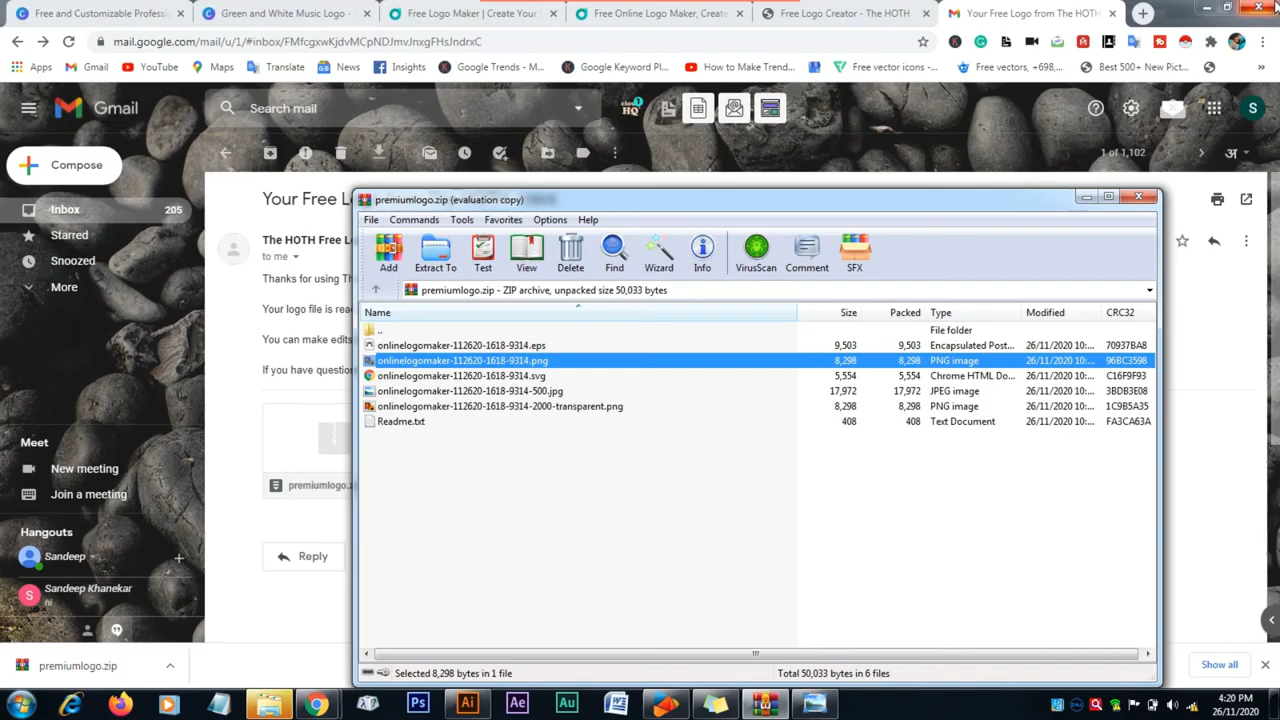 Free and Customizable Professi
Green and White Music Logo -
Free Logo Maker | Create Your
Free Online Logo Maker, Create
Free Logo Creator - The HOTH
Your Free Logo from The HOTH
mail.google.com/mail/u/1/#inbox/FMfcgxwKjdvMCpNDJmvJnxgFHsJndrxC
Apps
Gmail
YouTube
Maps
Translate
News
Insights
Google Trends - M...
Google Keyword Pl...
How to Make Trend...
Free vector icons -...
Free vectors, +698,...
Best 500+ New Pict...
Gmail
Search mail
S
Compose
1 of 1,102
अ
Inbox
205
Starred
Snoozed
More
Your Free L
The HOTH Free L
to me
Thanks for using Th
Your logo file is rea
You can make edits
If you have question
premiumlogo.z
Reply
Meet
New meeting
Join a meeting
Hangouts
Sandeep
Sandeep Khanekar
hi
S
premiumlogo.zip (evaluation copy)
File Commands Tools Favorites Options Help
Add Extract To Test View Delete Find Wizard Info VirusScan Comment SFX
premiumlogo.zip - ZIP archive, unpacked size 50,033 bytes
Name Size Packed Type Modified CRC32
.. File folder
onlinelogomaker-112620-1618-9314.eps 9,503 9,503 Encapsulated Post... 26/11/2020 10:... 70937BA8
onlinelogomaker-112620-1618-9314.png 8,298 8,298 PNG image 26/11/2020 10:... 96BC3598
onlinelogomaker-112620-1618-9314.svg 5,554 5,554 Chrome HTML Do... 26/11/2020 10:... C16F9F93
onlinelogomaker-112620-1618-9314-500.jpg 17,972 17,972 JPEG image 26/11/2020 10:... 3BDB3E08
onlinelogomaker-112620-1618-9314-2000-transparent.png 8,298 8,298 PNG image 26/11/2020 10:... 1C9B5A35
Readme.txt 408 408 Text Document 26/11/2020 10:... FA3CA63A
Selected 8,298 bytes in 1 file
Total 50,033 bytes in 6 files
premiumlogo.zip
Show all
Ps Ai Ae Au
4:20 PM
26/11/2020